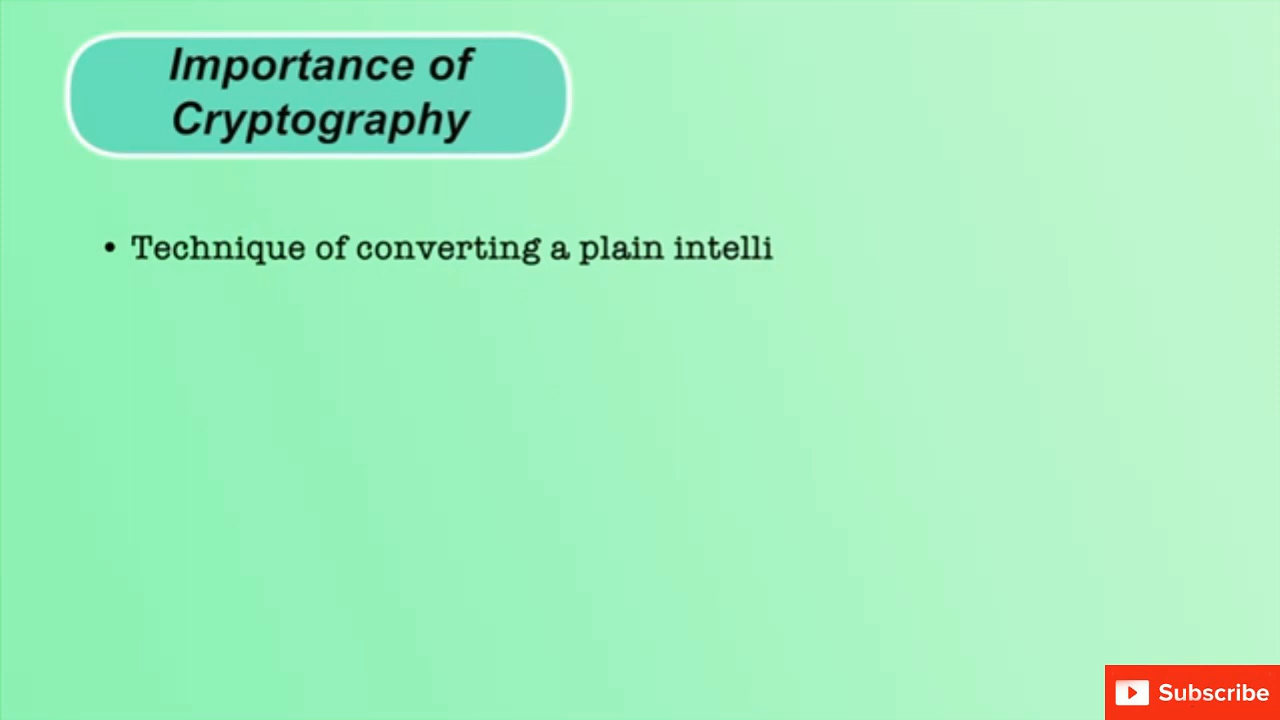 Importance of
Cryptography
• Technique of converting a plain intelli
Subscribe